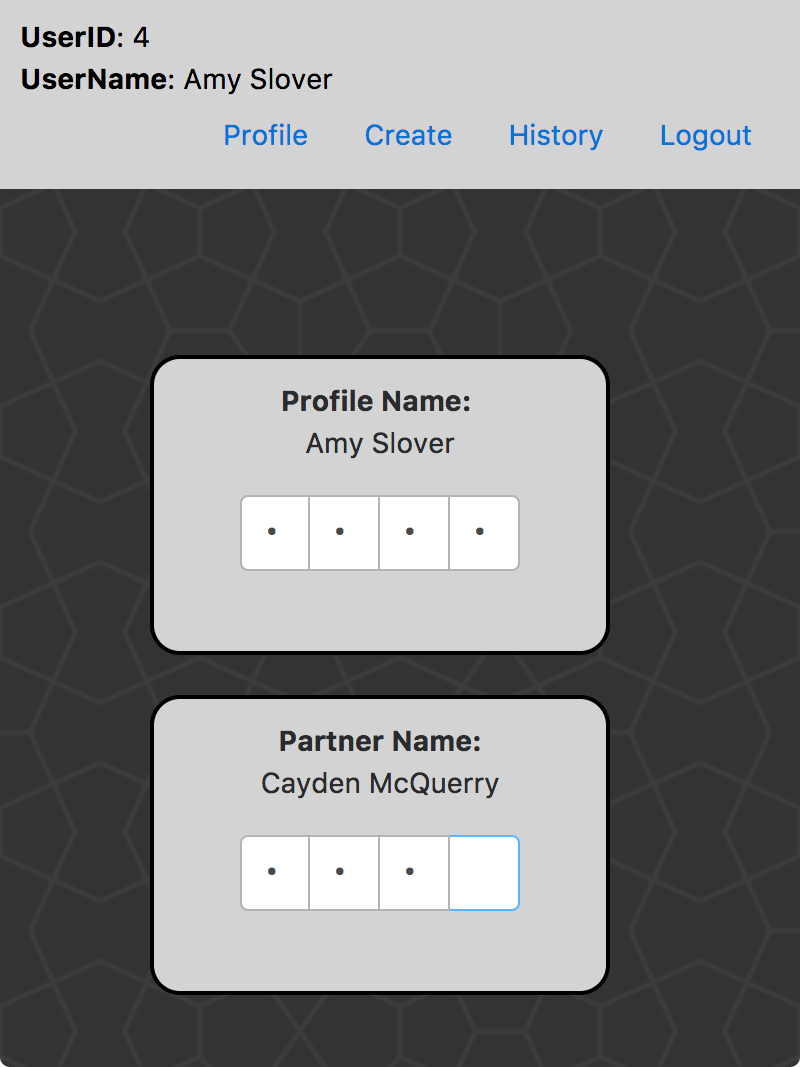 UserID: 4
UserName: Amy Slover
Profile Create History Logout
Profile Name:
Amy Slover
• • • •
Partner Name:
Cayden McQuerry
• • •